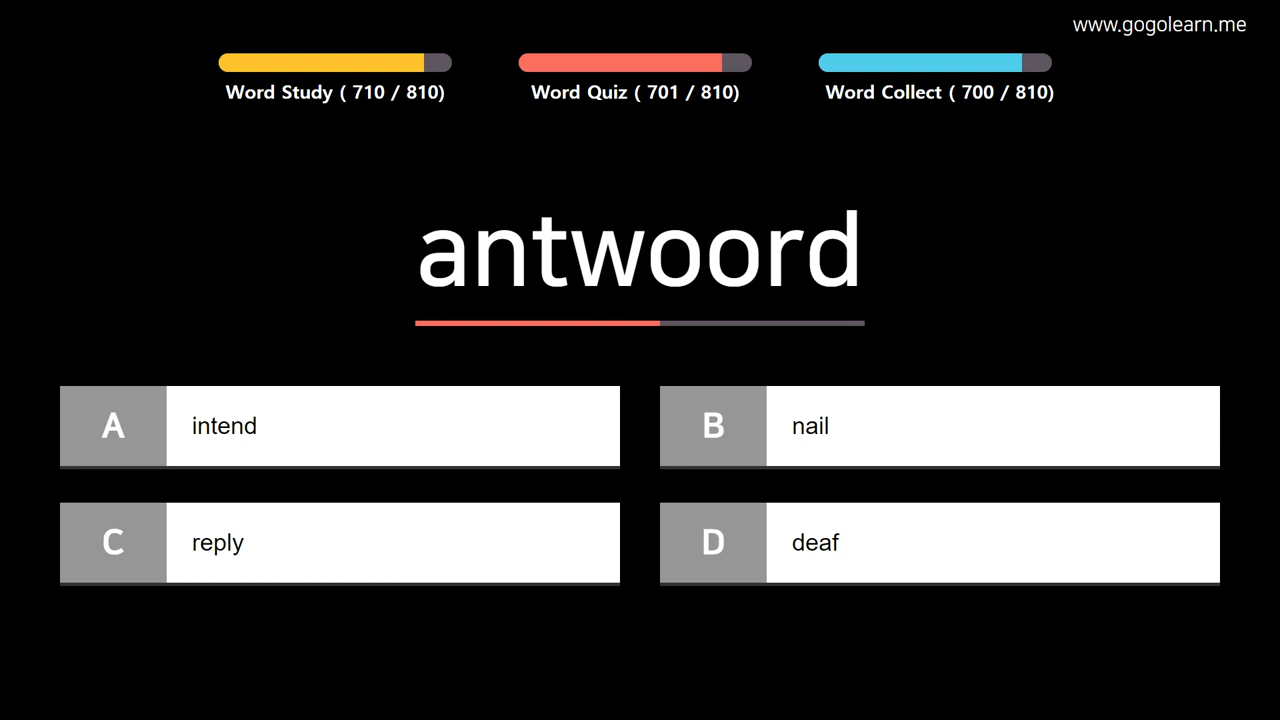 www.gogolearn.me
Word Study ( 710 / 810)
Word Quiz ( 701 / 810)
Word Collect ( 700 / 810)
antwoord
A intend
B nail
C reply
D deaf